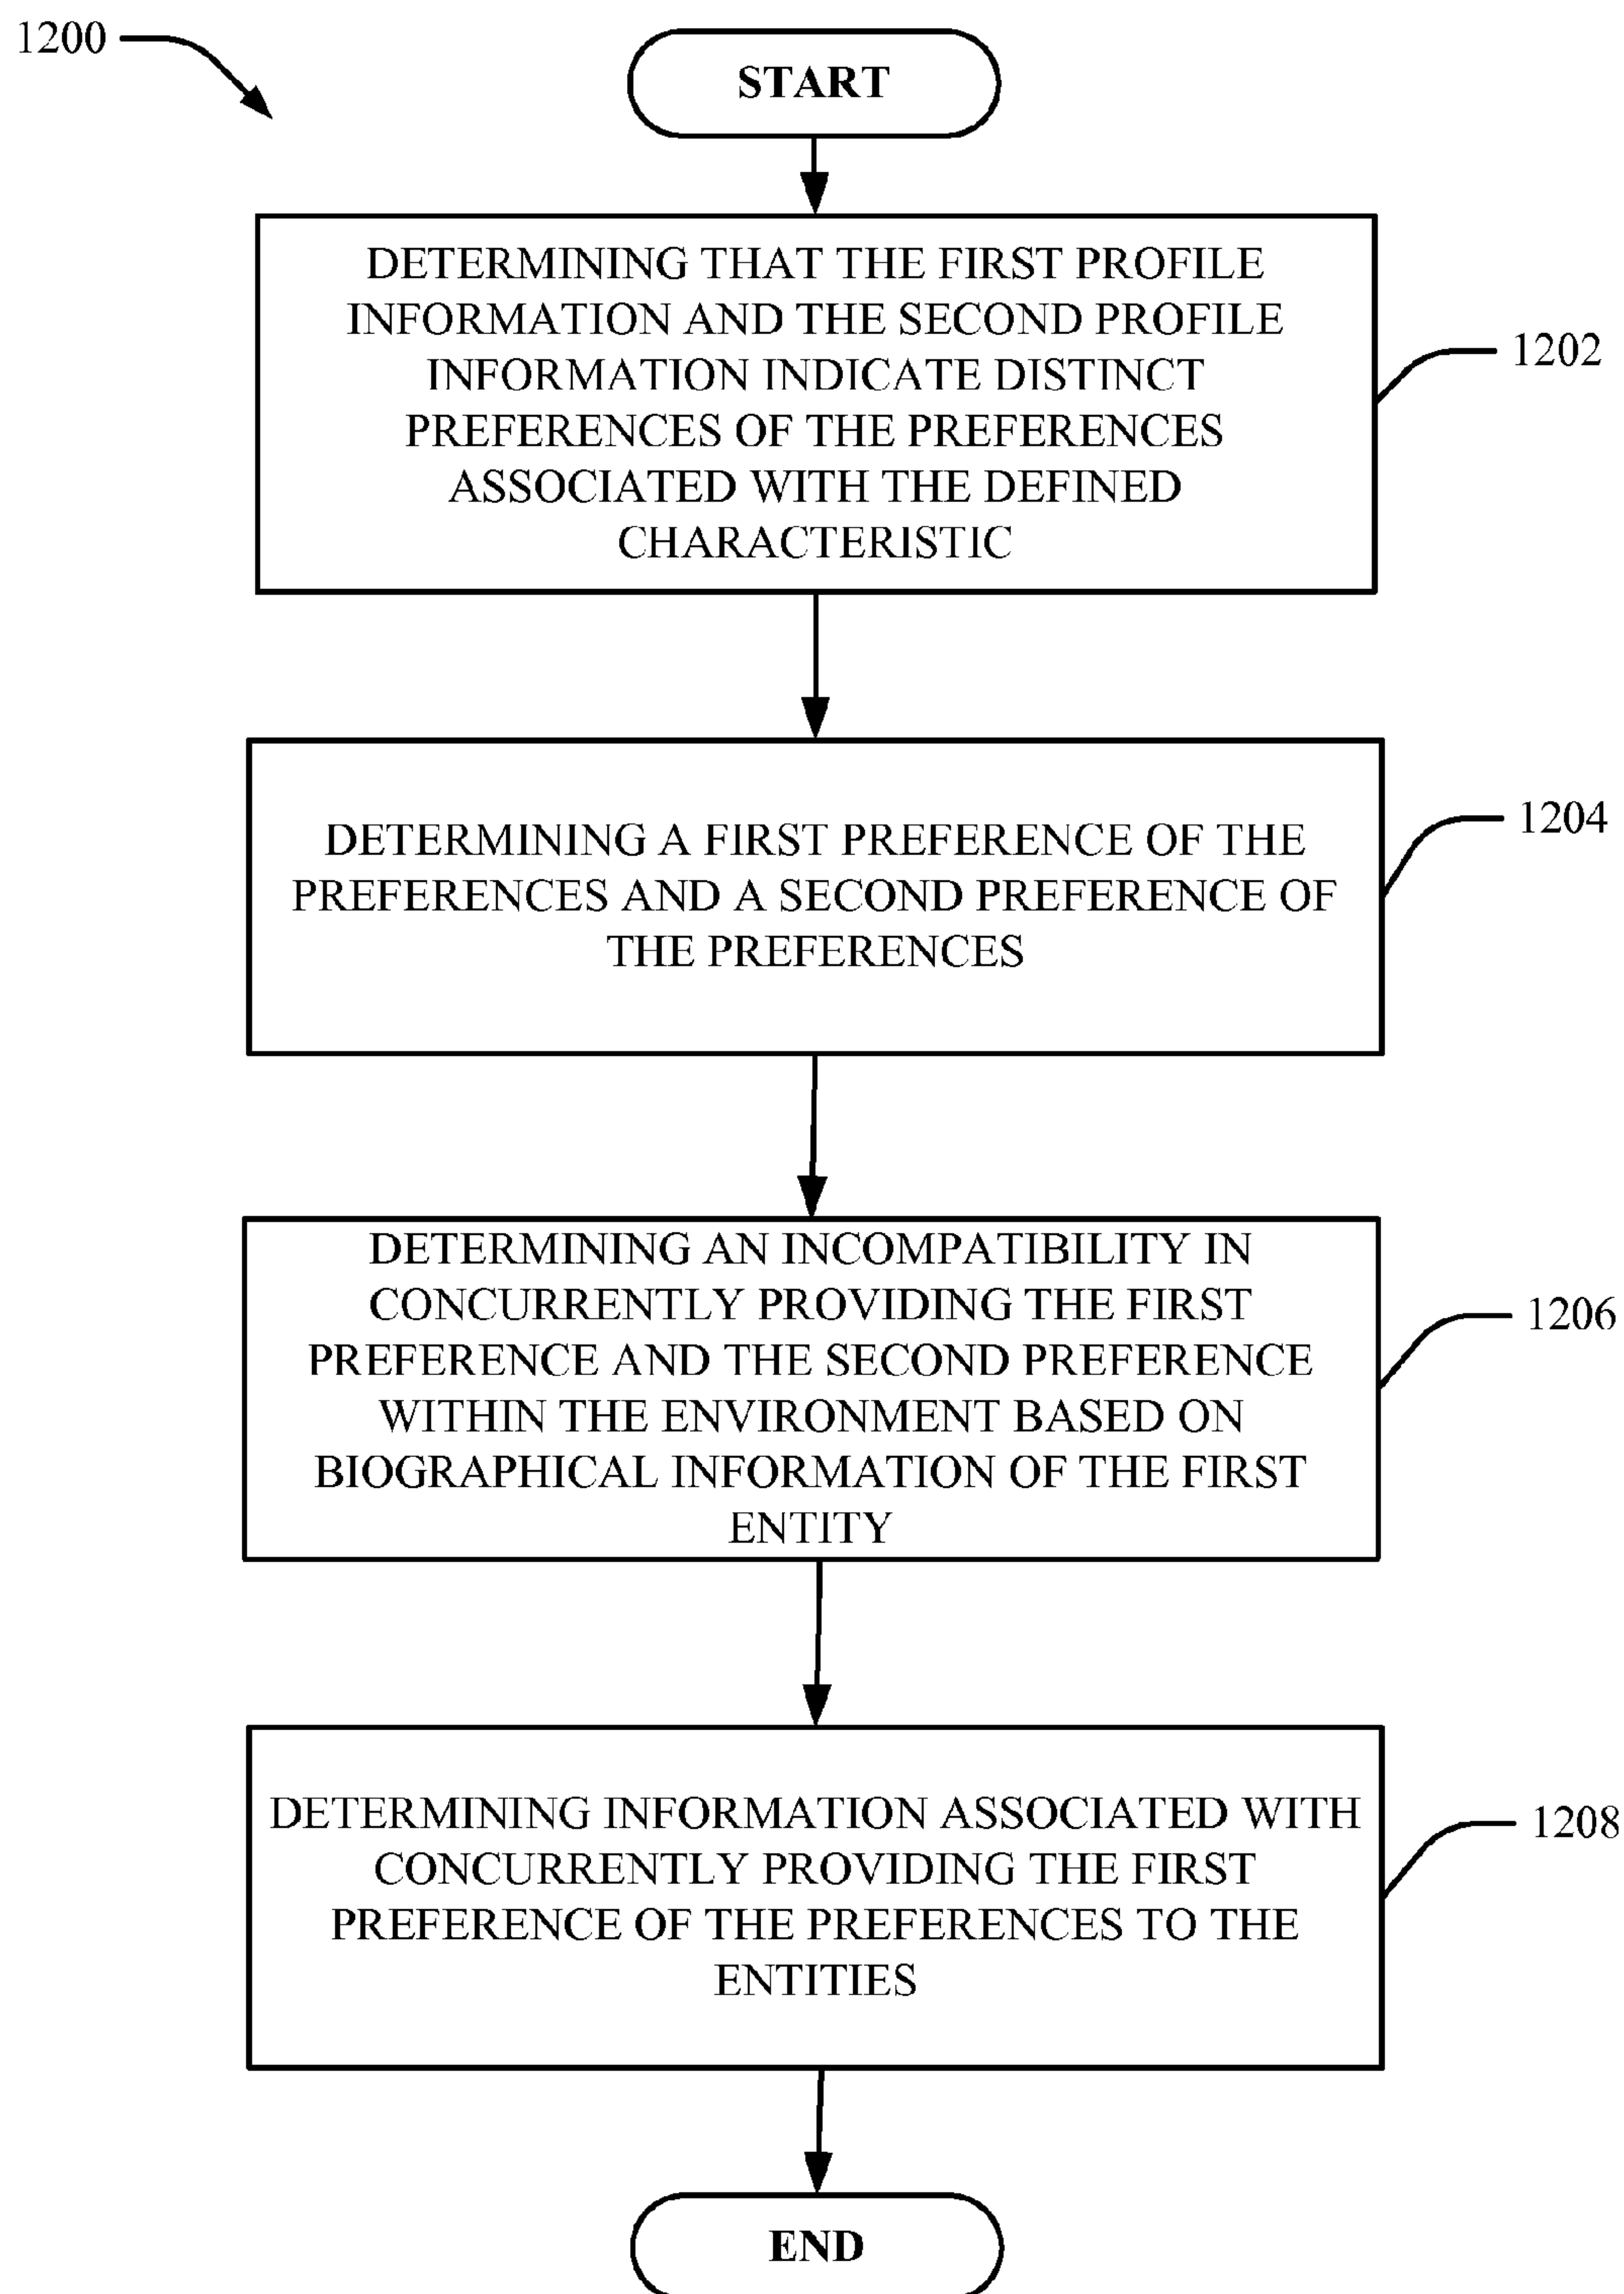 1200
START
DETERMINING THAT THE FIRST PROFILE
INFORMATION AND THE SECOND PROFILE
INFORMATION INDICATE DISTINCT
PREFERENCES OF THE PREFERENCES
ASSOCIATED WITH THE DEFINED
CHARACTERISTIC
1202
DETERMINING A FIRST PREFERENCE OF THE
PREFERENCES AND A SECOND PREFERENCE OF
THE PREFERENCES
1204
DETERMINING AN INCOMPATIBILITY IN
CONCURRENTLY PROVIDING THE FIRST
PREFERENCE AND THE SECOND PREFERENCE
WITHIN THE ENVIRONMENT BASED ON
BIOGRAPHICAL INFORMATION OF THE FIRST
ENTITY
1206
DETERMINING INFORMATION ASSOCIATED WITH
CONCURRENTLY PROVIDING THE FIRST
PREFERENCE OF THE PREFERENCES TO THE
ENTITIES
1208
END